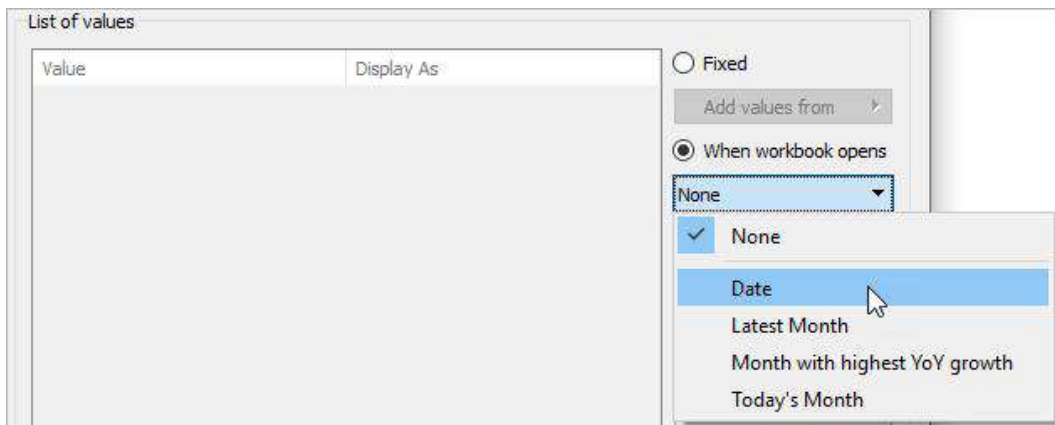 List of values
Value
Display As
Fixed
Add values from
When workbook opens
None
None
Date
Latest Month
Month with highest YoY growth
Today's Month